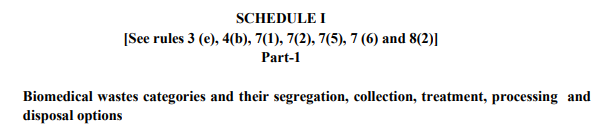 SCHEDULE I
[See rules 3 (e), 4(b), 7(1), 7(2), 7(5), 7 (6) and 8(2)]
Part-1
Biomedical wastes categories and their segregation, collection, treatment, processing and
disposal options